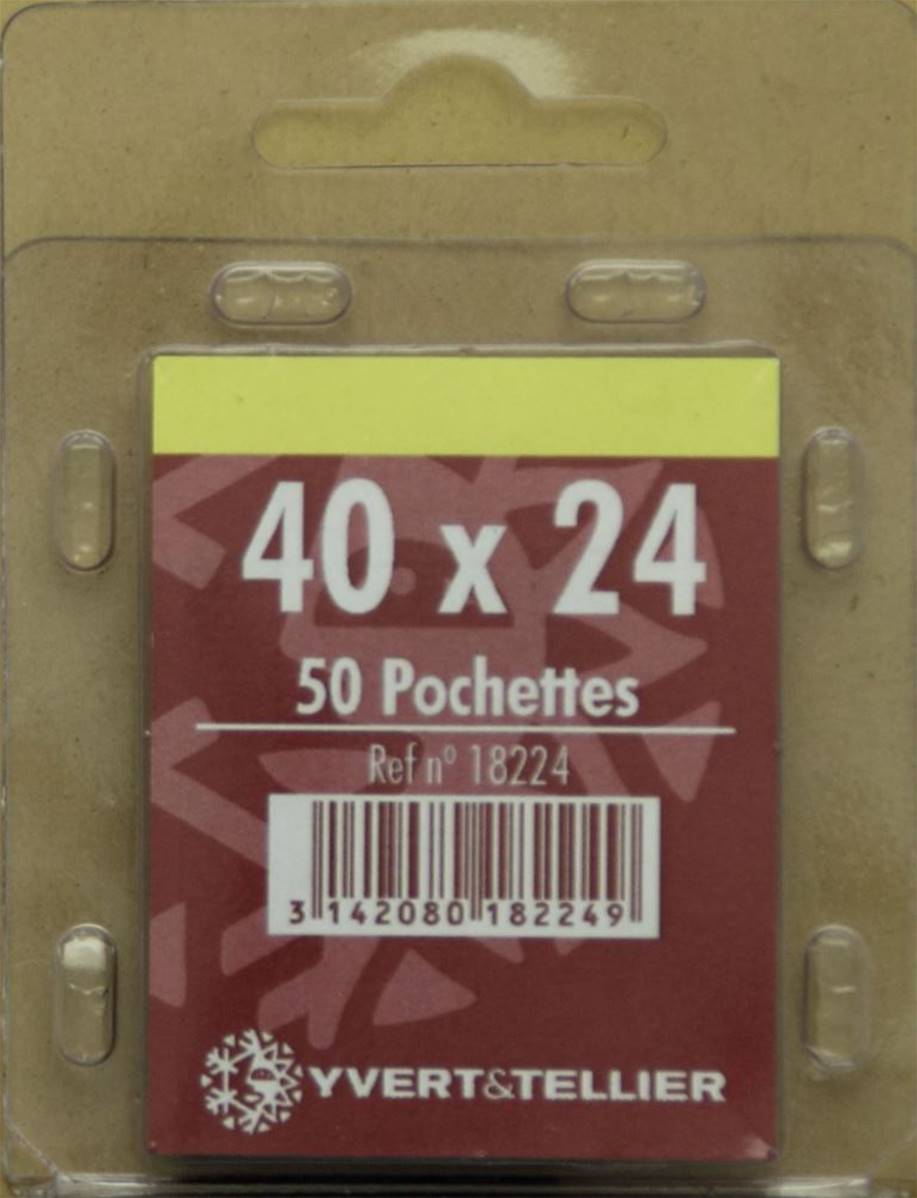 40 x 24
50 Pochettes
Ref n° 18224
3 142080 182249
YVERT&TELLIER